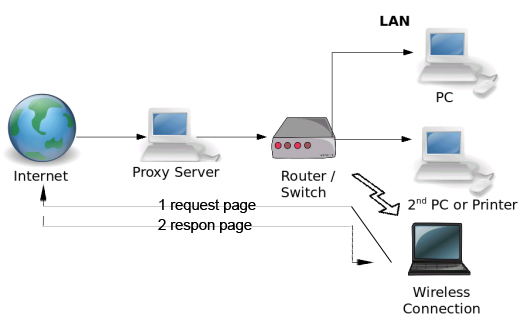 LAN
PC
Internet
Proxy Server
Router /
Switch
2nd PC or Printer
1 request page
2 respon page
Wireless
Connection